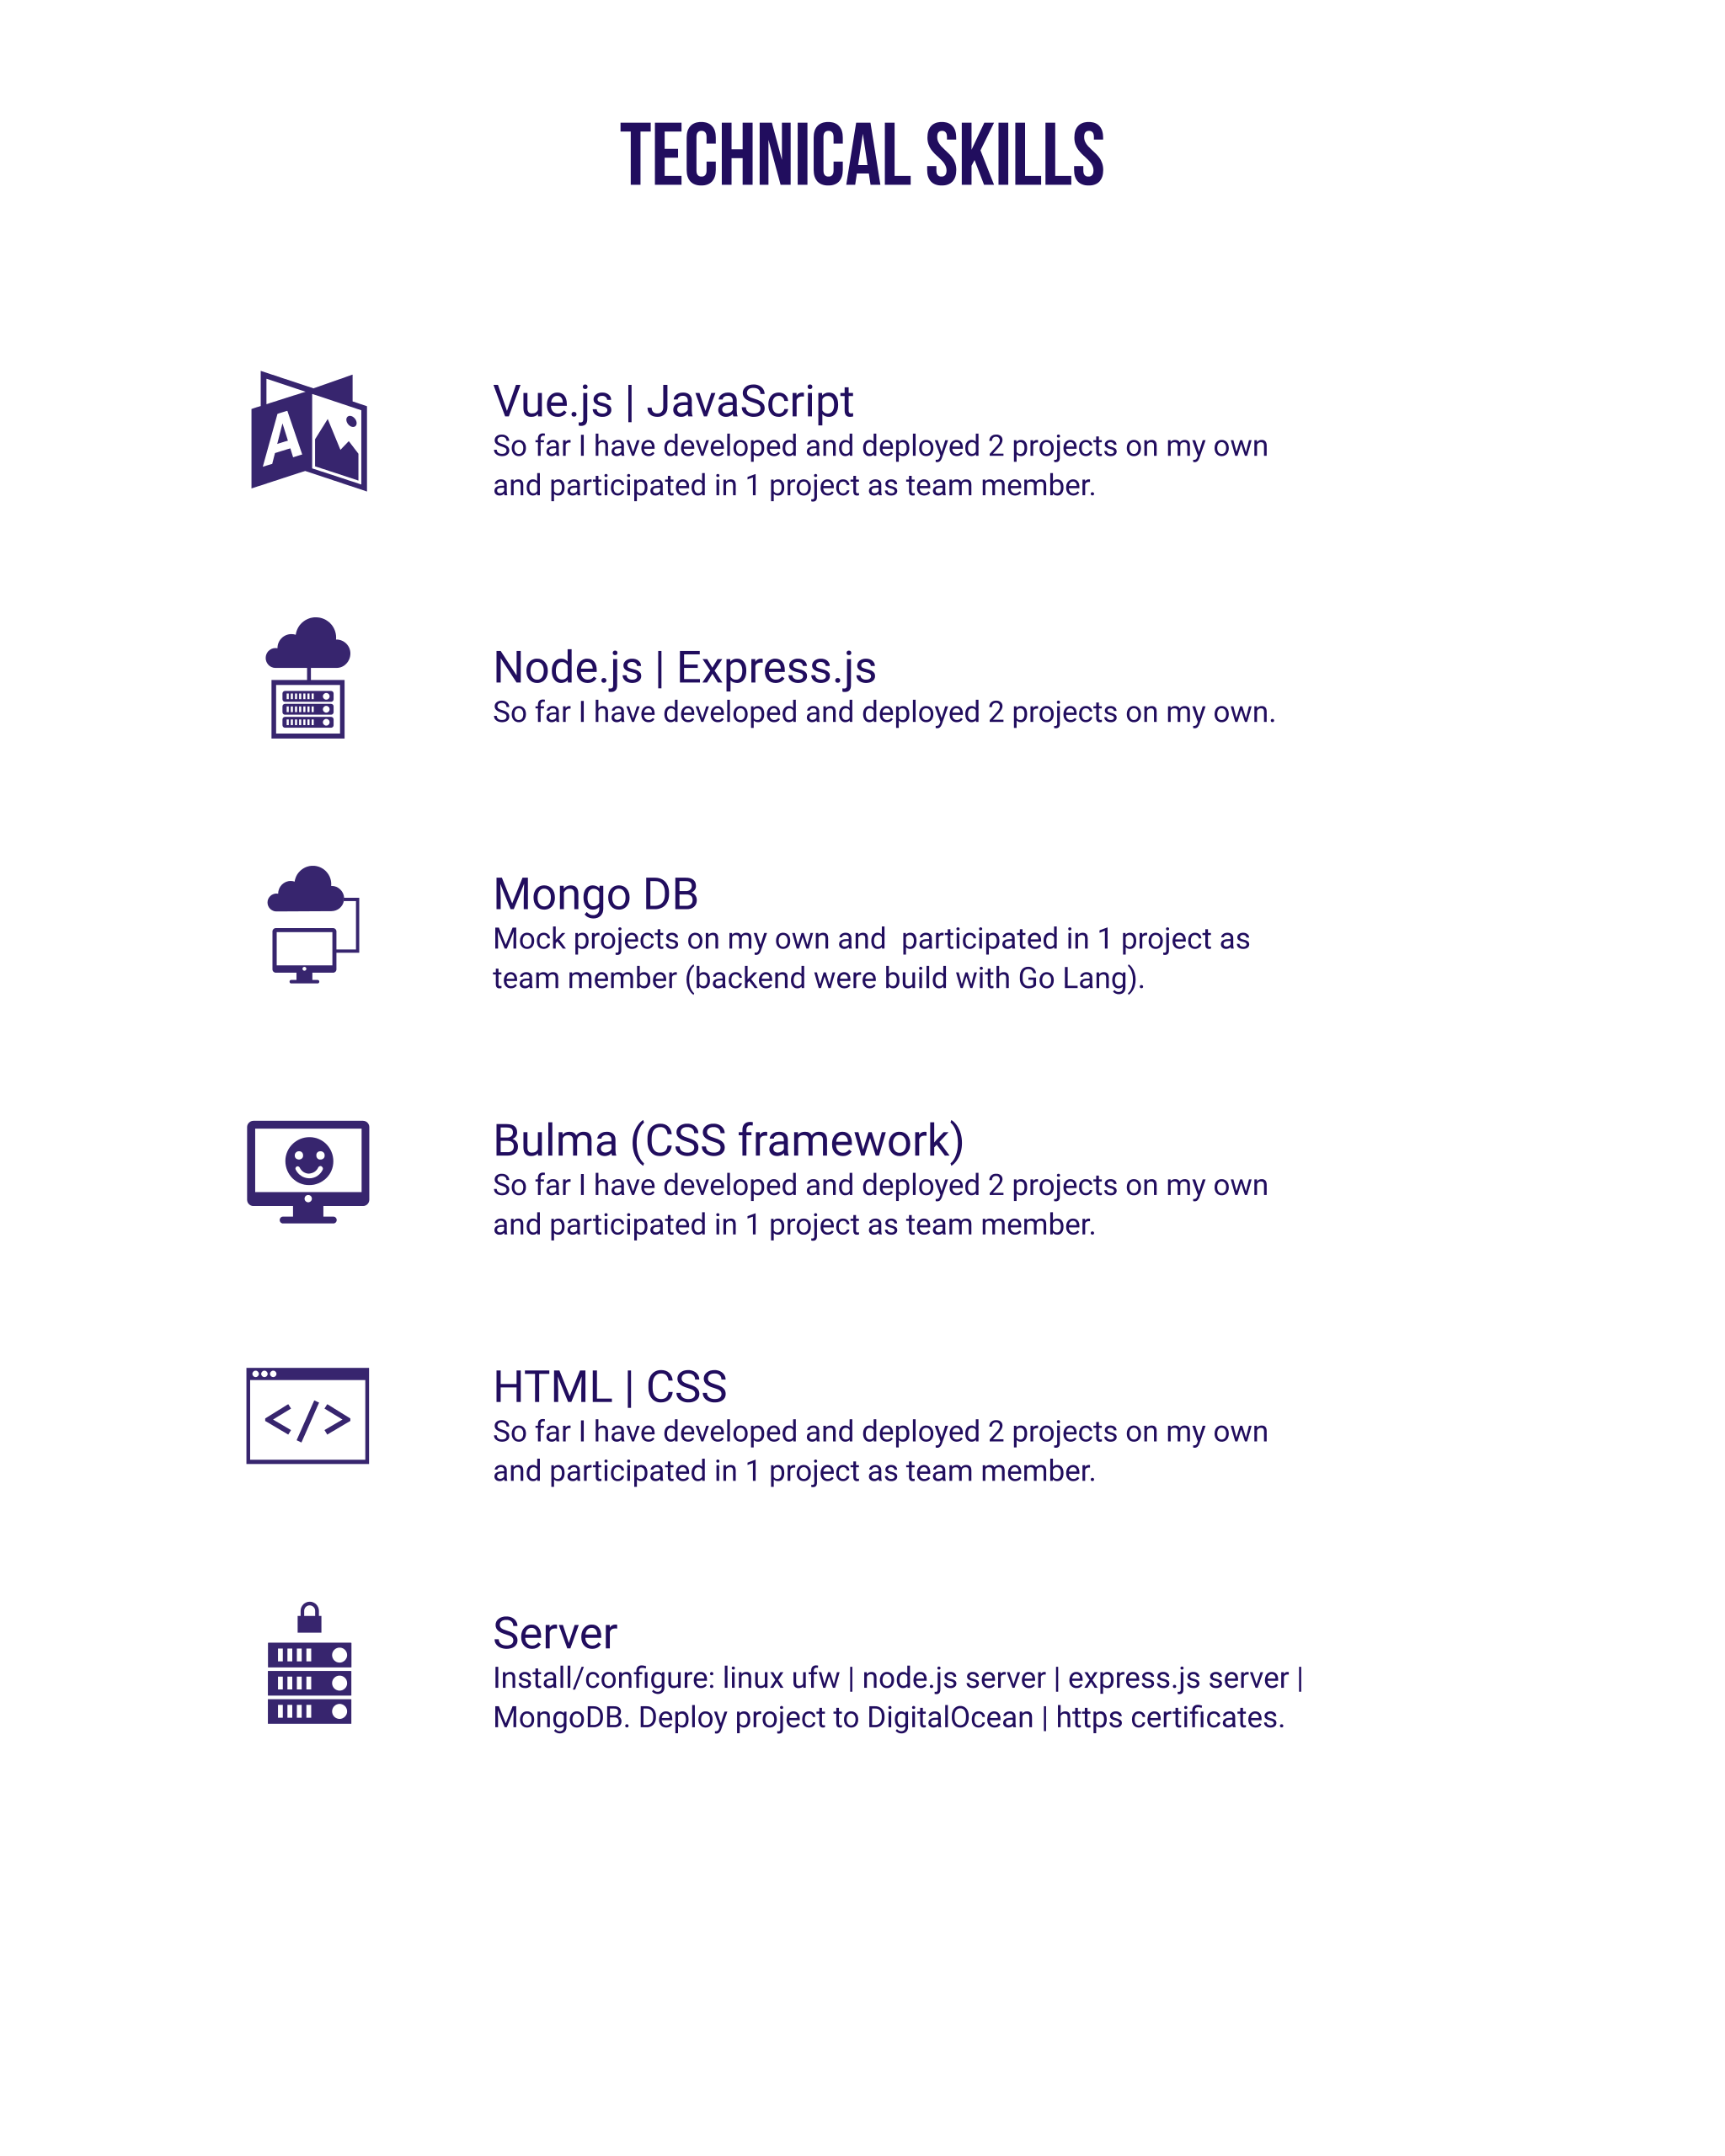 TECHNICAL SKILLS
A
Vue.js | JavaScript
So far I have developed and deployed 2 projects on my own
and participated in 1 project as team member.
Node.js | Express.js
So far I have developed and deployed 2 projects on my own.
Mongo DB
Mock projects on my own and  participated in 1 project as
team member (backend were build with Go Lang).
Bulma (CSS framework)
So far I have developed and deployed 2 projects on my own
and participated in 1 project as team member.
</>
HTML | CSS
So far I have developed and deployed 2 projects on my own
and participated in 1 project as team member.
Server
Install/configure: linux ufw | node.js server | express.js server |
MongoDB. Deploy project to DigitalOcean | https certificates.